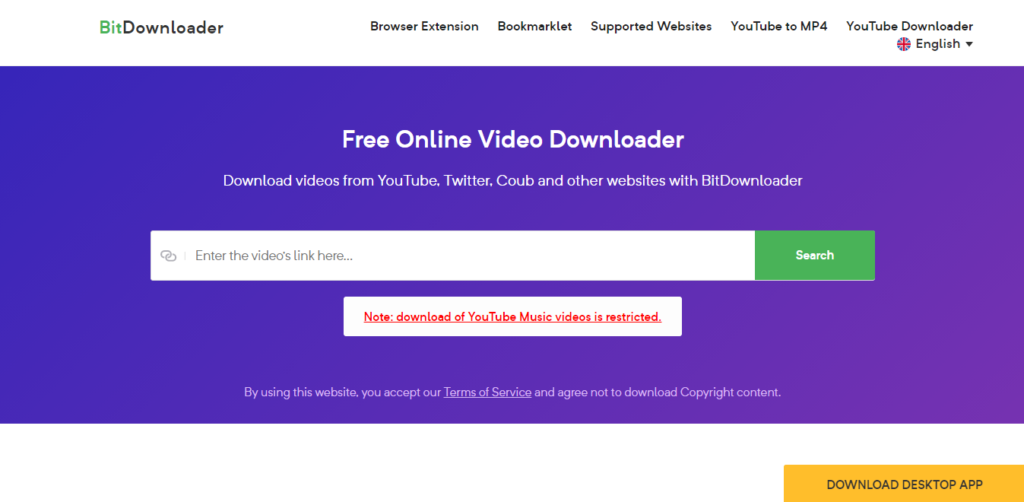 BitDownloader
Browser Extension Bookmarklet Supported Websites YouTube to MP4 YouTube Downloader
English
Free Online Video Downloader
Download videos from YouTube, Twitter, Coub and other websites with BitDownloader
Enter the video's link here...
Search
Note: download of YouTube Music videos is restricted.
By using this website, you accept our Terms of Service and agree not to download Copyright content.
DOWNLOAD DESKTOP APP